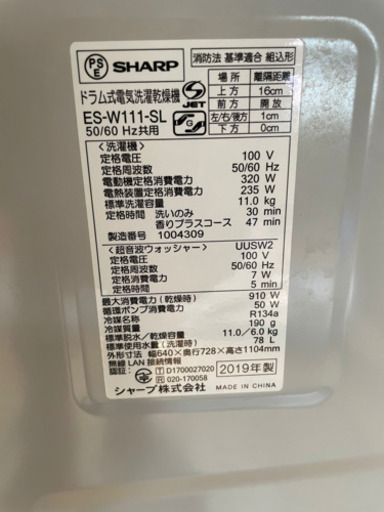 PSE SHARP
ドラム式電気洗濯乾燥機
ES-W111-SL
50/60 Hz共用
S JET
G
消防法 基準適合 組込形
場所 離隔距離
上方 16cm
前方 開放
左/右/後方 1cm
下方 0cm
<洗濯機>
定格電圧 100 V
定格周波数 50/60 Hz
電動機定格消費電力 320 W
電熱装置定格消費電力 235 W
標準洗濯容量 11.0 kg
定格時間 洗いのみ 30 min
香りプラスコース 47 min
製造番号 1004309
<超音波ウォッシャー> UUSW2
定格電圧 100 V
定格周波数 50/60 Hz
定格消費電力 7 W
定格時間 5 min
最大消費電力(乾燥時) 910 W
循環ポンプ消費電力 50 W
冷媒名称 R134a
冷媒質量 190 g
標準脱水/乾燥容量 11.0/6.0 kg
標準使用水量(洗濯時) 78 L
外形寸法 幅640×奥行728×高さ1104mm
無線 LAN 接続情報
認証: T D1700027020
R 020-170058
2019年製
シャープ株式会社 MADE IN CHINA